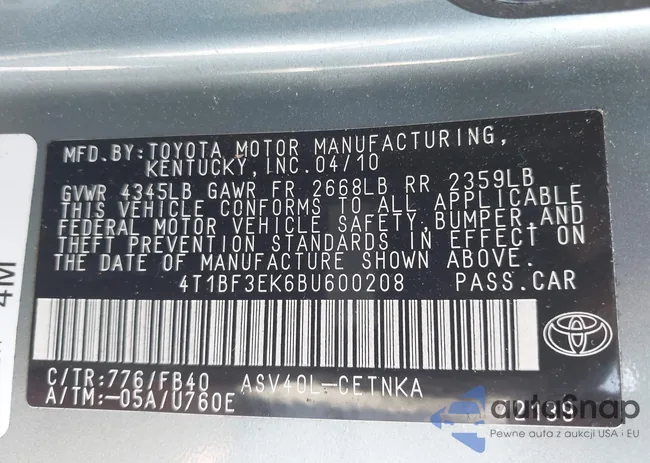 MFD.BY:TOYOTA MOTOR MANUFACTURING,
KENTUCKY,INC.04/10
GVWR 4345LB GAWR FR 2668LB RR 2359LB
THIS VEHICLE CONFORMS TO ALL APPLICABLE
FEDERAL MOTOR VEHICLE SAFETY,BUMPER,AND
THEFT PREVENTION STANDARDS IN EFFECT ON
THE DATE OF MANUFACTURE SHOWN ABOVE.
4T1BF3EK6BU600208 PASS.CAR
C/TR:776/FB40 ASV40L-CETNKA
A/TM:-05A/U760E 2139
4M
autoSnap
Pewne auta z aukcji USA i EU